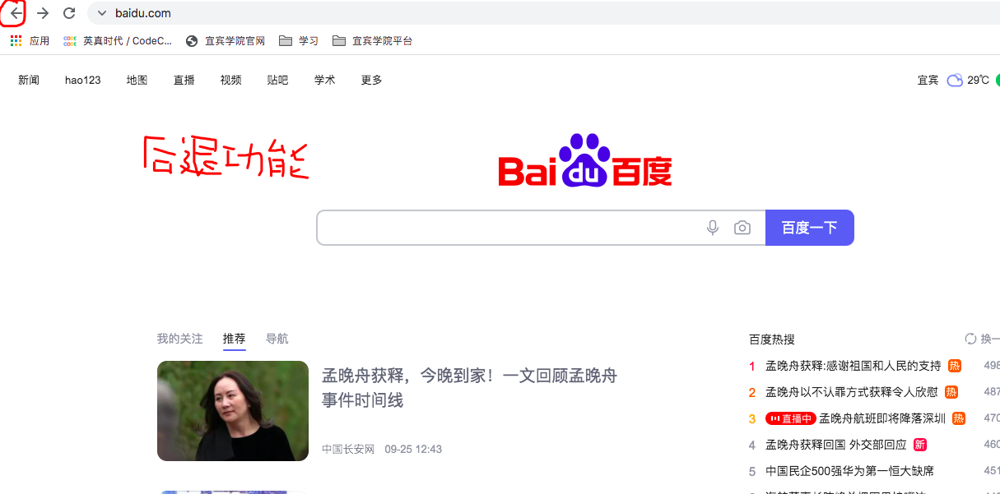 baidu.com
应用 英真时代 / CodeC... 宜宾学院官网 学习 宜宾学院平台
新闻 hao123 地图 直播 视频 贴吧 学术 更多 宜宾 29℃
后退功能
Bai du 百度
百度一下
我的关注 推荐 导航
孟晚舟获释，今晚到家！一文回顾孟晚舟
事件时间线
中国长安网 09-25 12:43
百度热搜 换一
1 孟晚舟获释:感谢祖国和人民的支持 热 498
2 孟晚舟以不认罪方式获释令人欣慰 热 487
3 直播中 孟晚舟航班即将降落深圳 热 470
4 孟晚舟获释回国 外交部回应 新 460
5 中国民企500强华为第一恒大缺席 451